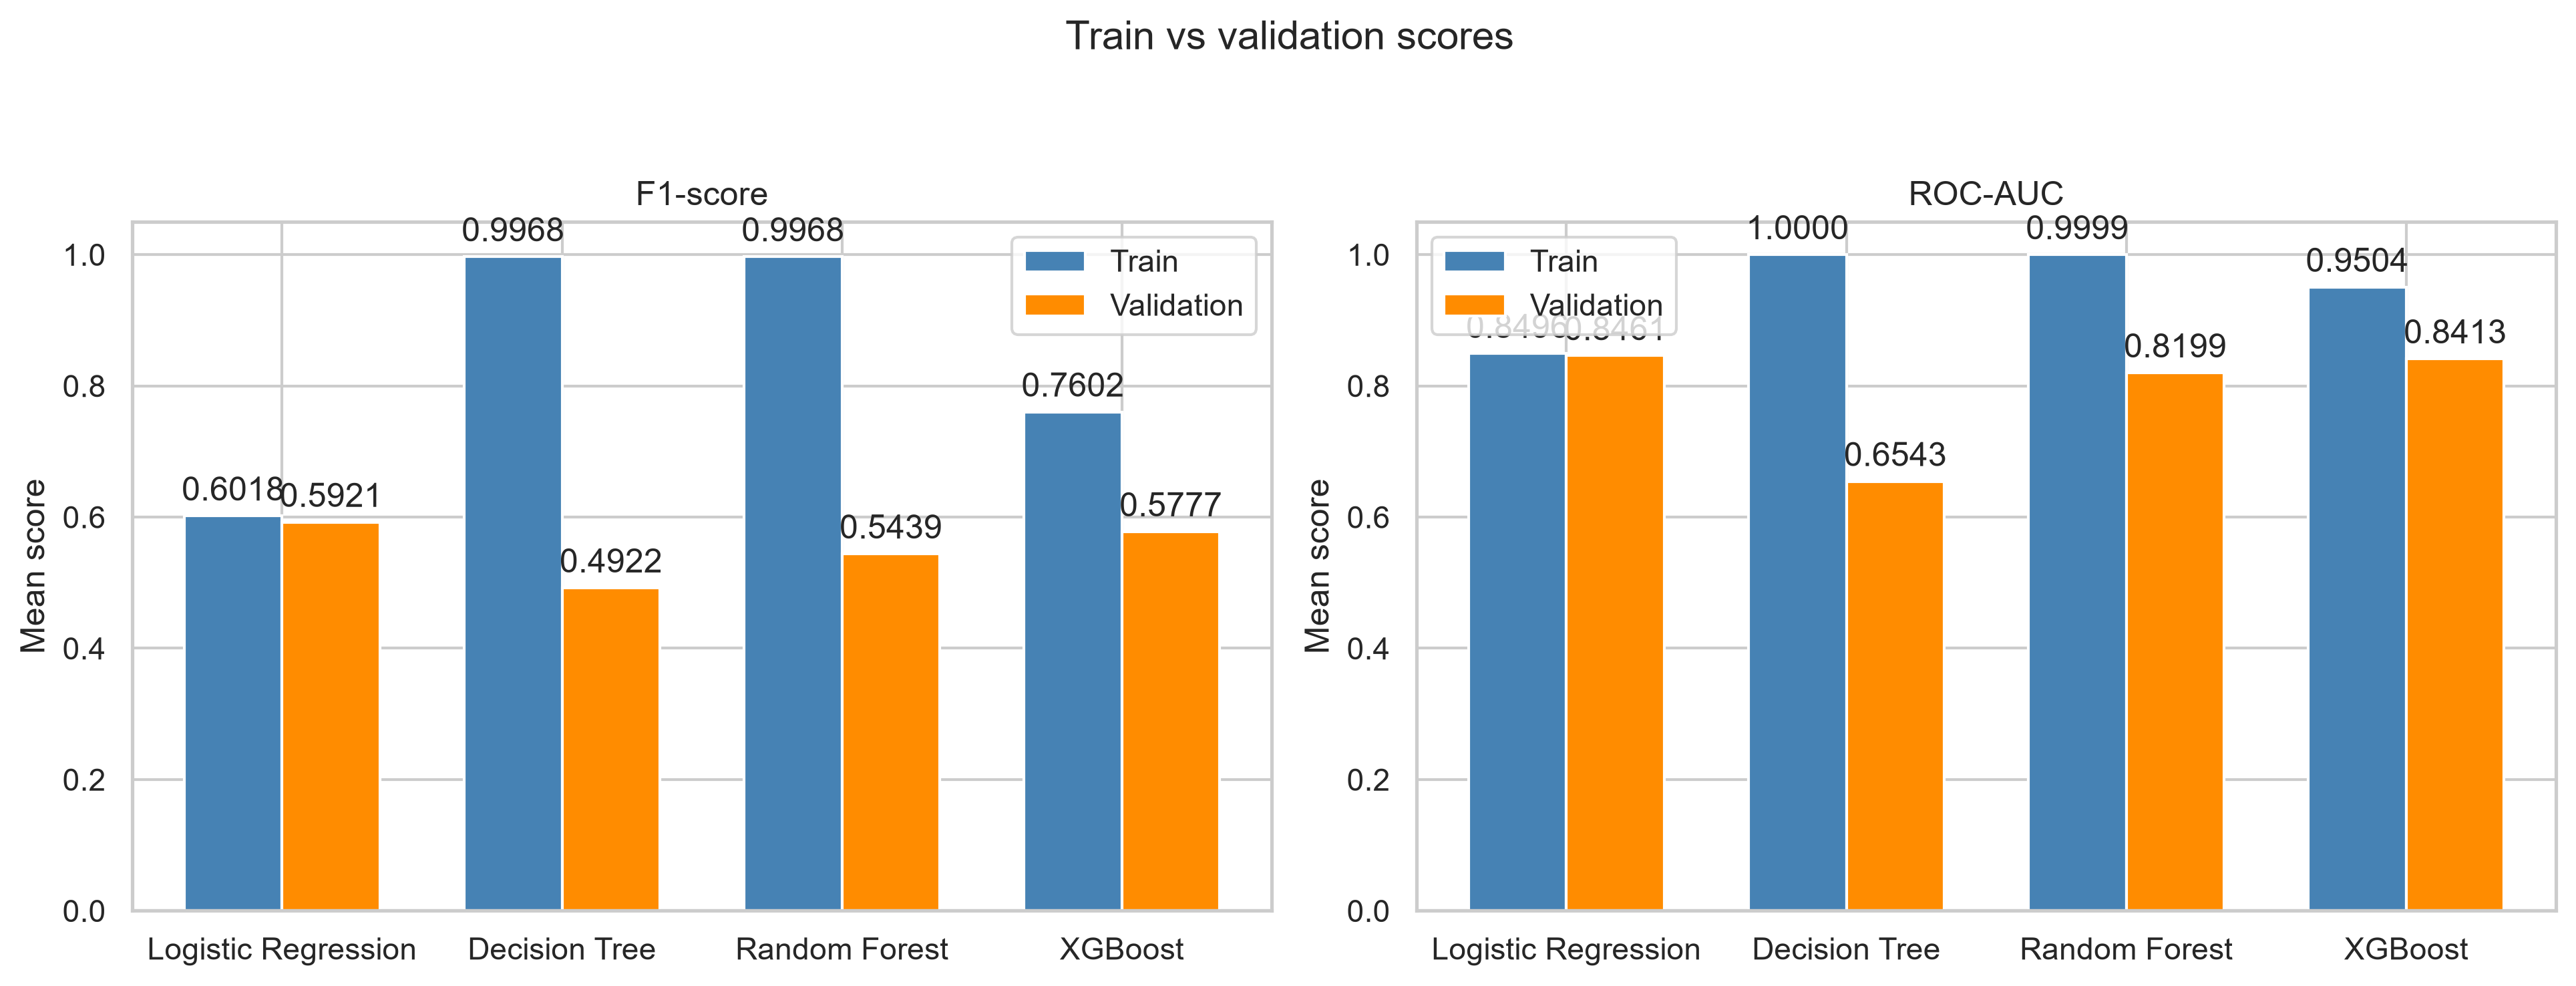 Train vs validation scores
F1-score
Mean score
1.0
0.8
0.6
0.4
0.2
0.0
0.6018
0.5921
0.9968
0.4922
0.9968
0.5439
0.7602
0.5777
Train
Validation
Logistic Regression
Decision Tree
Random Forest
XGBoost
ROC-AUC
Mean score
1.0
0.8
0.6
0.4
0.2
0.0
Train
Validation
0.8496
0.8461
1.0000
0.6543
0.9999
0.8199
0.9504
0.8413
Logistic Regression
Decision Tree
Random Forest
XGBoost